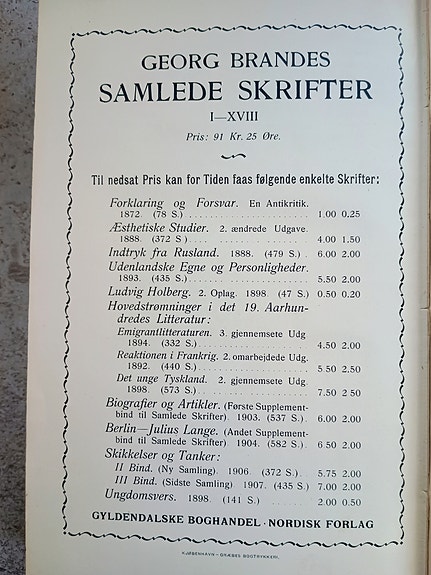 GEORG BRANDES
SAMLEDE SKRIFTER
I—XVIII
Pris: 91 Kr. 25 Øre.
Til nedsat Pris kan for Tiden faas følgende enkelte Skrifter:
Forklaring og Forsvar. En Antikritik.
1872. (78 S.) . . . . . . . . . . . . . . . . . . . . 1.00 0.25
Æsthetiske Studier. 2. ændrede Udgave.
1888. (372 S) . . . . . . . . . . . . . . . . . . . . 4.00 1.50
Indtryk fra Rusland. 1888. (479 S.) . 6.00 2.00
Udenlandske Egne og Personligheder.
1893. (435 S.) . . . . . . . . . . . . . . . . . . . . 5.50 2.00
Ludvig Holberg. 2. Oplag. 1898. (47 S.) 0.50 0.20
Hovedstrømninger i det 19. Aarhun-
dredes Litteratur:
Emigrantlitteraturen. 3. gjennemsete Udg
1894. (332 S.) . . . . . . . . . . . . . . . . . . 4.50 2.00
Reaktionen i Frankrig. 2. omarbejdede Udg.
1892. (440 S.) . . . . . . . . . . . . . . . . . . 5.50 2.50
Det unge Tyskland. 2. gjennemsete Udg.
1898. (573 S.) . . . . . . . . . . . . . . . . . . 7.50 2 50
Biografier og Artikler. (Første Supplement-
bind til Samlede Skrifter). 1903. (537 S.) . 6.00 2.00
Berlin—Julius Lange. (Andet Supplement-
bind til Samlede Skrifter) 1904. (582 S.) . 6 50 2.00
Skikkelser og Tanker:
II Bind. (Ny Samling). 1906. (372 S.) . . 5.75 2.00
III Bind. (Sidste Samling) 1907. (435 S.) 7.00 2.00
Ungdomsvers. 1898. (141 S.) . . . . . . . . 2.00 0.50
GYLDENDALSKE BOGHANDEL · NORDISK FORLAG
KJØBENHAVN – GRÆBES BOGTRYKKERI.